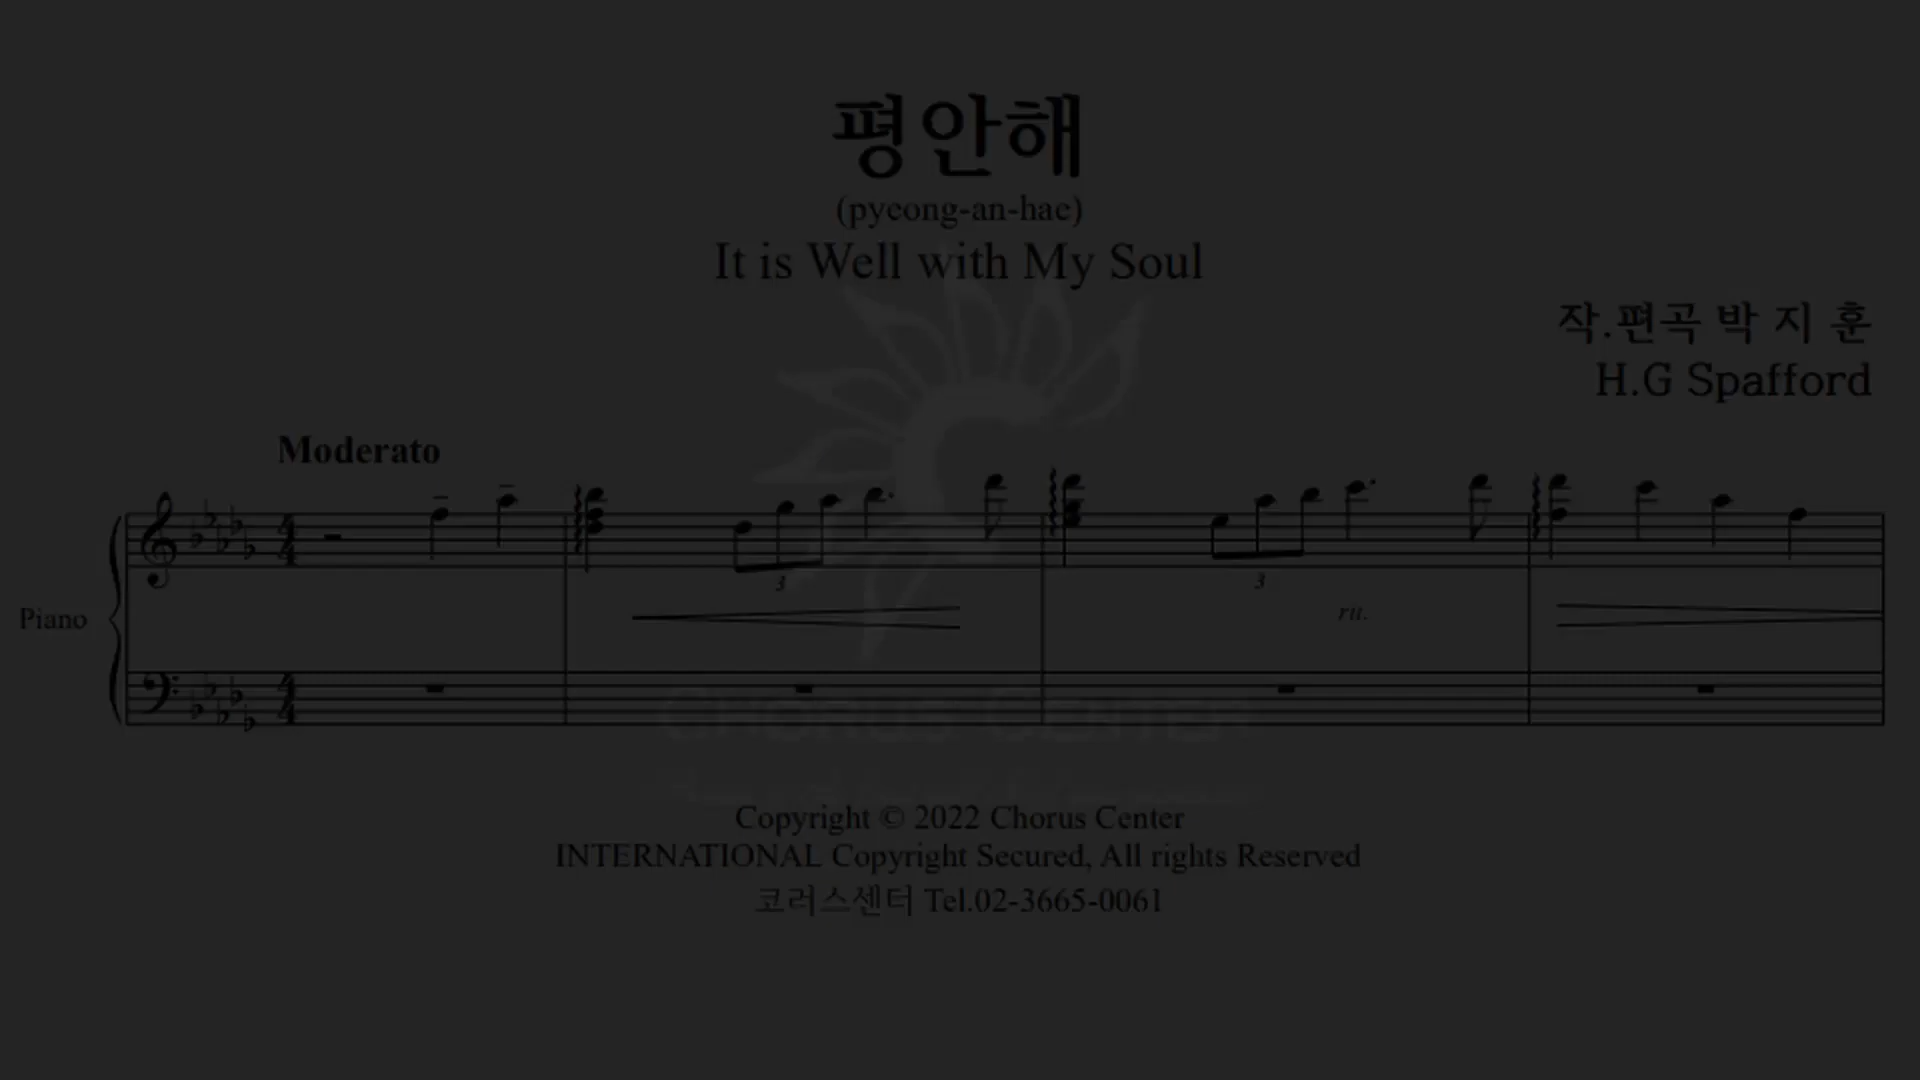 평안해
(pyeong-an-hae)
It is Well with My Soul
작.편곡 박 지 훈
H.G Spafford
Moderato
3
3
rit.
Piano
CHORUS CENTER
Copyright © 2022 Chorus Center
INTERNATIONAL Copyright Secured, All rights Reserved
코러스센터 Tel.02-3665-0061